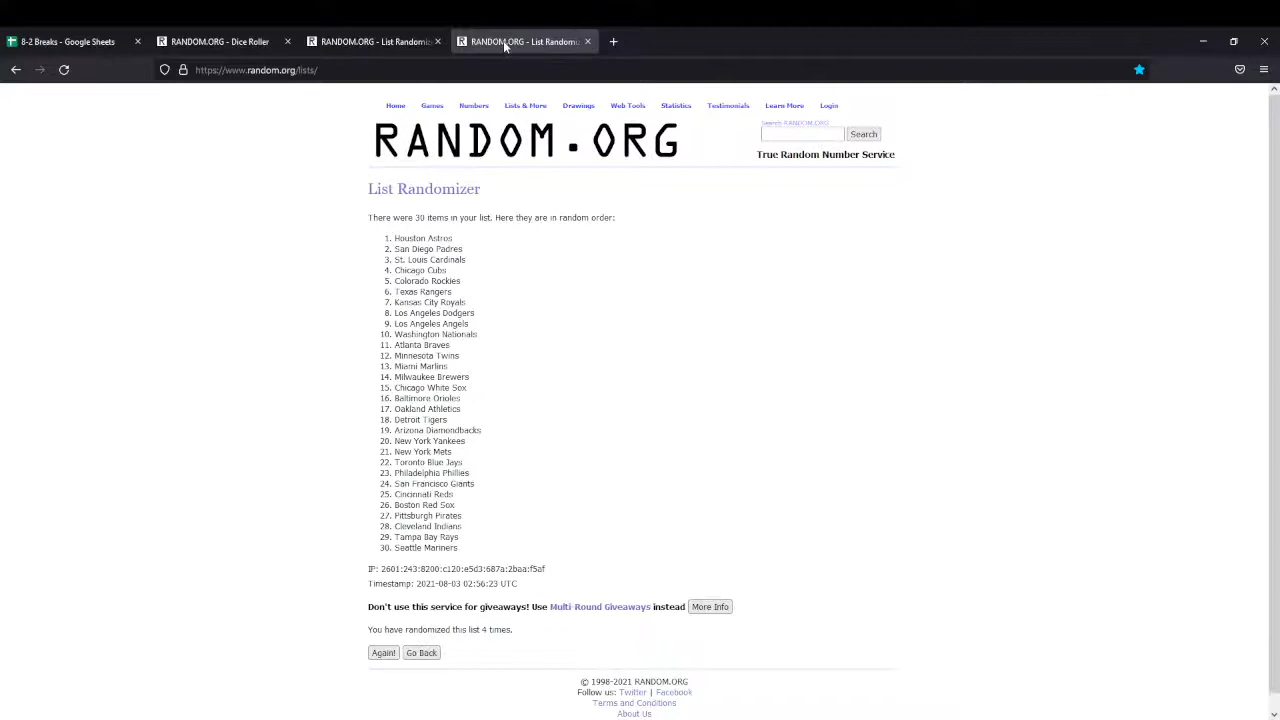 8-2 Breaks - Google Sheets
RANDOM.ORG - Dice Roller
RANDOM.ORG - List Randomiz
RANDOM.ORG - List Randomiz
https://www.random.org/lists/
Home Games Numbers Lists & More Drawings Web Tools Statistics Testimonials Learn More Login
RANDOM.ORG
Search RANDOM.ORG
Search
True Random Number Service
List Randomizer
There were 30 items in your list. Here they are in random order:
1. Houston Astros
2. San Diego Padres
3. St. Louis Cardinals
4. Chicago Cubs
5. Colorado Rockies
6. Texas Rangers
7. Kansas City Royals
8. Los Angeles Dodgers
9. Los Angeles Angels
10. Washington Nationals
11. Atlanta Braves
12. Minnesota Twins
13. Miami Marlins
14. Milwaukee Brewers
15. Chicago White Sox
16. Baltimore Orioles
17. Oakland Athletics
18. Detroit Tigers
19. Arizona Diamondbacks
20. New York Yankees
21. New York Mets
22. Toronto Blue Jays
23. Philadelphia Phillies
24. San Francisco Giants
25. Cincinnati Reds
26. Boston Red Sox
27. Pittsburgh Pirates
28. Cleveland Indians
29. Tampa Bay Rays
30. Seattle Mariners
IP: 2601:243:8200:c120:e5d3:687a:2baa:f5af
Timestamp: 2021-08-03 02:56:23 UTC
Don't use this service for giveaways! Use Multi-Round Giveaways instead More Info
You have randomized this list 4 times.
Again! Go Back
© 1998-2021 RANDOM.ORG
Follow us: Twitter | Facebook
Terms and Conditions
About Us